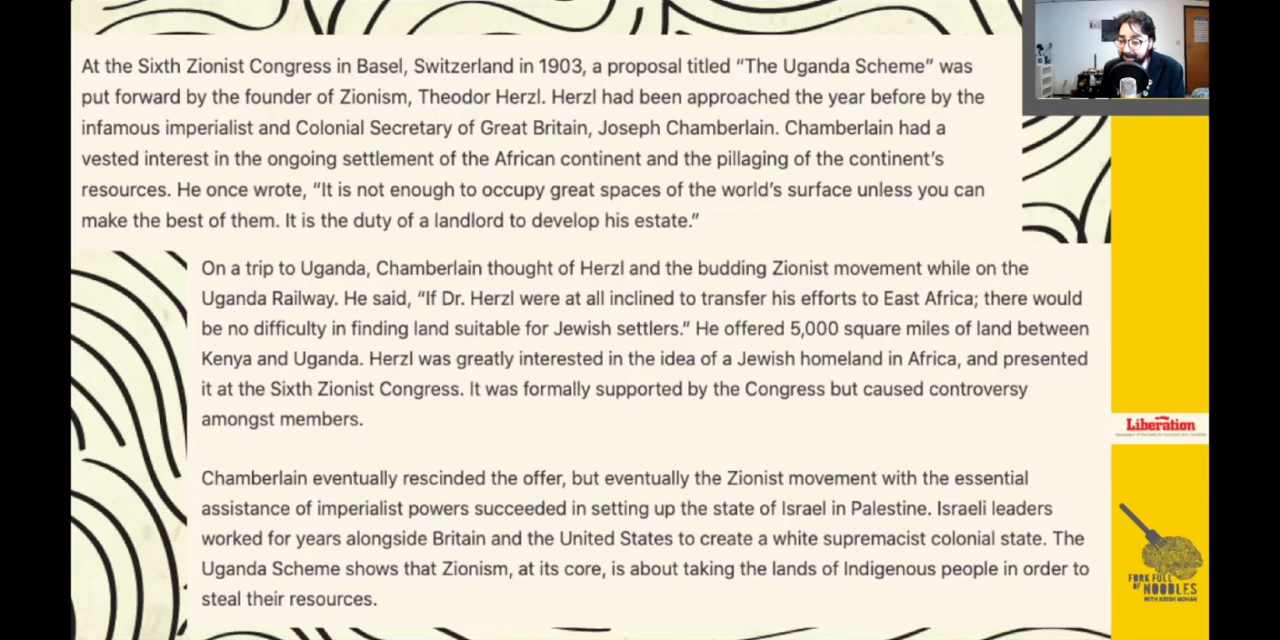 At the Sixth Zionist Congress in Basel, Switzerland in 1903, a proposal titled “The Uganda Scheme” was
put forward by the founder of Zionism, Theodor Herzl. Herzl had been approached the year before by the
infamous imperialist and Colonial Secretary of Great Britain, Joseph Chamberlain. Chamberlain had a
vested interest in the ongoing settlement of the African continent and the pillaging of the continent’s
resources. He once wrote, “It is not enough to occupy great spaces of the world’s surface unless you can
make the best of them. It is the duty of a landlord to develop his estate.”
On a trip to Uganda, Chamberlain thought of Herzl and the budding Zionist movement while on the
Uganda Railway. He said, “If Dr. Herzl were at all inclined to transfer his efforts to East Africa; there would
be no difficulty in finding land suitable for Jewish settlers.” He offered 5,000 square miles of land between
Kenya and Uganda. Herzl was greatly interested in the idea of a Jewish homeland in Africa, and presented
it at the Sixth Zionist Congress. It was formally supported by the Congress but caused controversy
amongst members.
Chamberlain eventually rescinded the offer, but eventually the Zionist movement with the essential
assistance of imperialist powers succeeded in setting up the state of Israel in Palestine. Israeli leaders
worked for years alongside Britain and the United States to create a white supremacist colonial state. The
Uganda Scheme shows that Zionism, at its core, is about taking the lands of Indigenous people in order to
steal their resources.
Liberation
FORK FULL
OF NOODLES